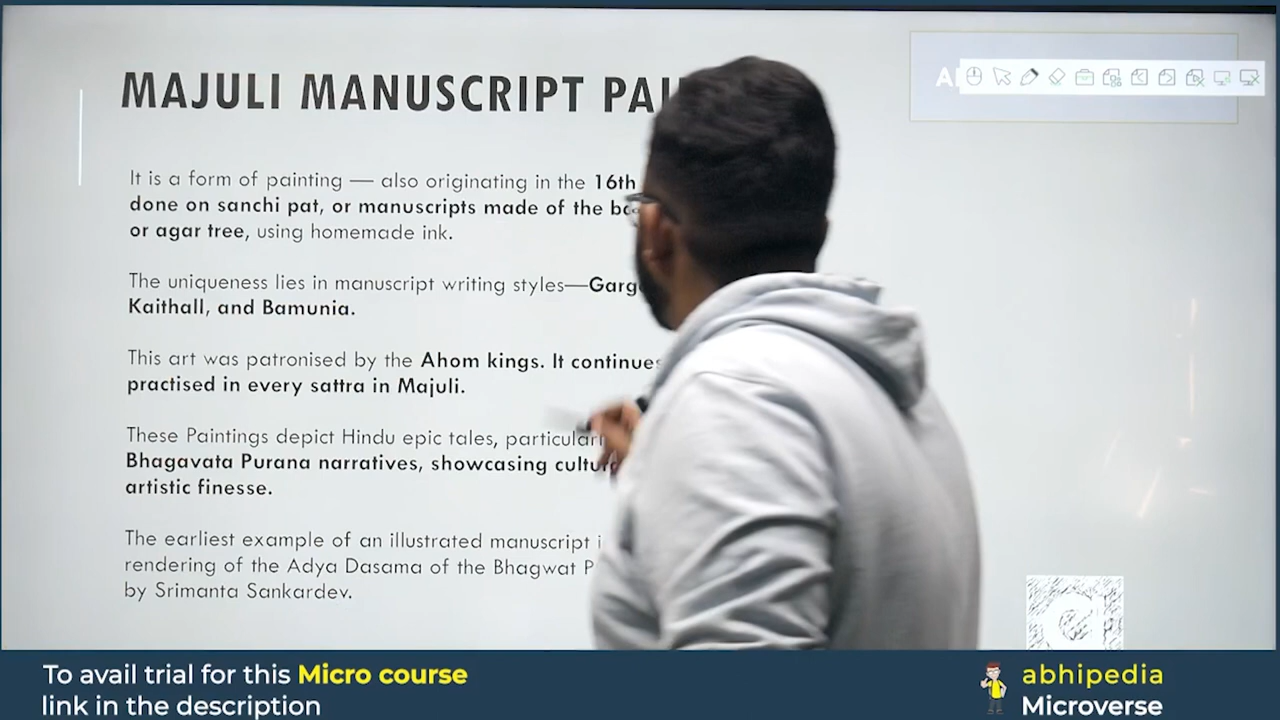 MAJULI MANUSCRIPT
It is a form of painting — also originating in the 16th
done on sanchi pat, or manuscripts made of the
or agar tree, using homemade ink.
The uniqueness lies in manuscript writing styles—
Kaithall, and Bamunia.
This art was patronised by the Ahom kings. It continues
practised in every sattra in Majuli.
These Paintings depict Hindu epic tales,
Bhagavata Purana narratives, showcasing
artistic finesse.
The earliest example of an illustrated manuscript
rendering of the Adya Dasama of the Bhagwat
by Srimanta Sankardev.
To avail trial for this Micro course
link in the description
abhipedia
Microverse